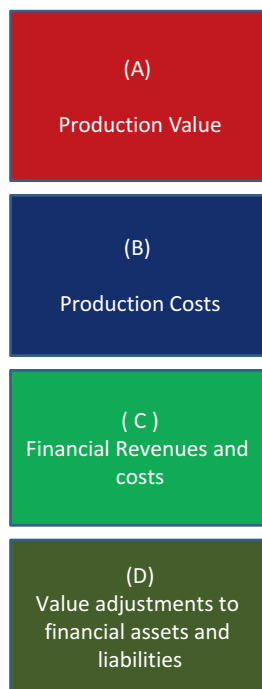 (A)
Production Value
(B)
Production Costs
( C )
Financial Revenues and
costs
(D)
Value adjustments to
financial assets and
liabilities